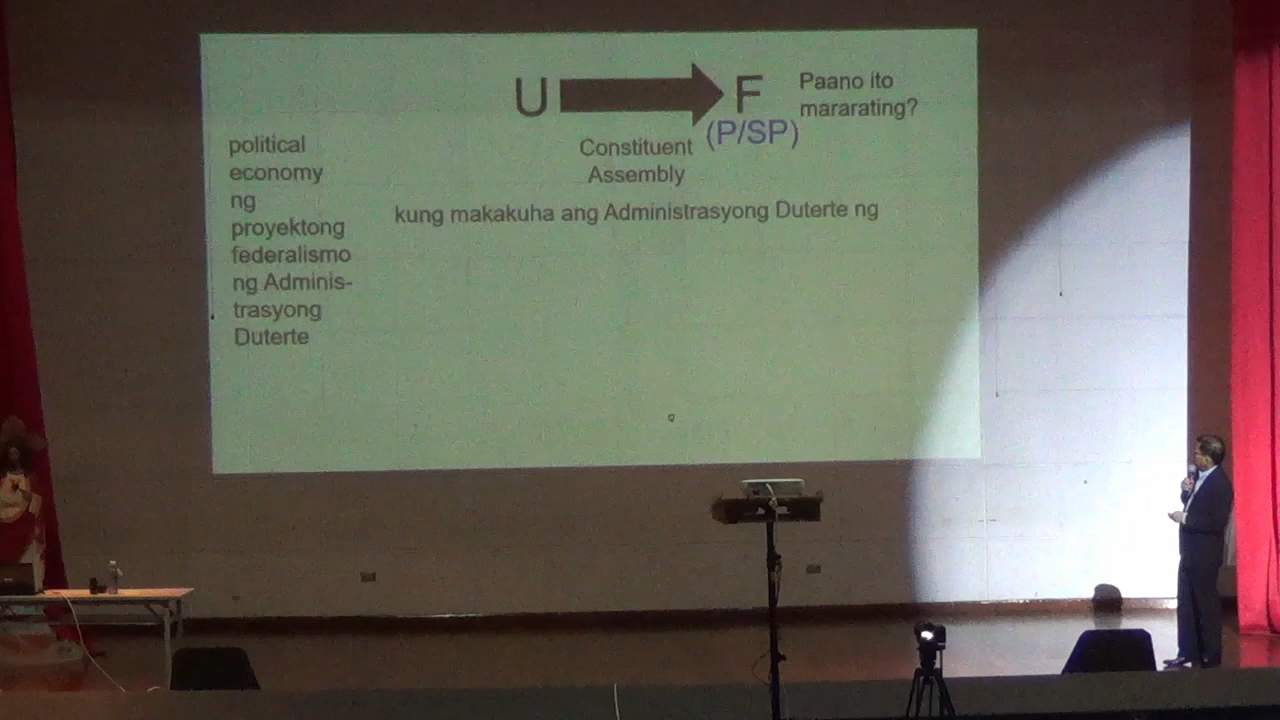 U F
(P/SP)
Paano ito
mararating?
Constituent
Assembly
political
economy
ng
proyektong
federalismo
ng Adminis-
trasyong
Duterte
kung makakuha ang Administrasyong Duterte ng